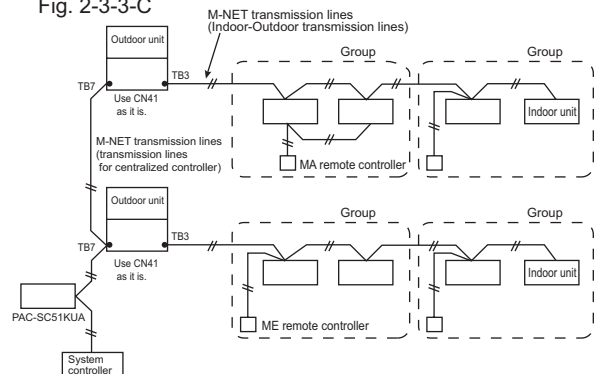 Fig. 2-3-3-C
M-NET transmission lines
(Indoor-Outdoor transmission lines)
Outdoor unit
TB7
TB3
Use CN41
as it is.
Group
Group
Indoor unit
MA remote controller
M-NET transmission lines
(transmission lines
for centralized controller)
Outdoor unit
TB7
TB3
Use CN41
as it is.
Group
Group
Indoor unit
ME remote controller
PAC-SC51KUA
System
controller